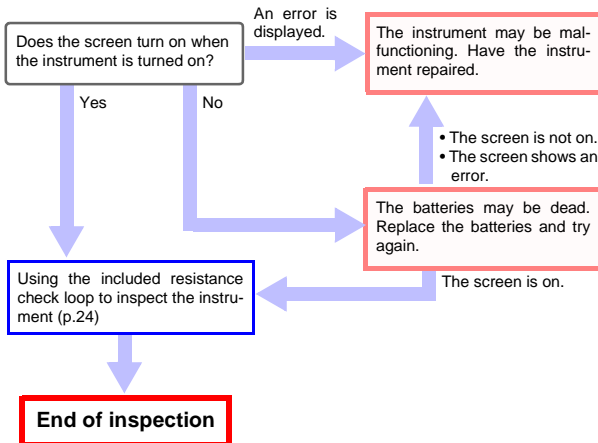 An error is
displayed.
Does the screen turn on when
the instrument is turned on?
The instrument may be mal-
functioning. Have the instru-
ment repaired.
Yes
No
• The screen is not on.
• The screen shows an
error.
The batteries may be dead.
Replace the batteries and try
again.
Using the included resistance
check loop to inspect the instru-
ment (p.24)
The screen is on.
End of inspection